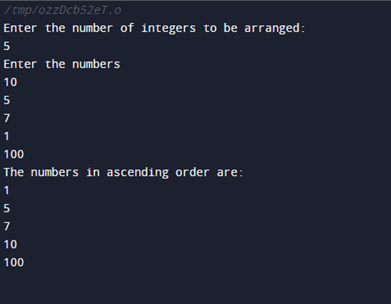 /tmp/ozzDcb52eT.o
Enter the number of integers to be arranged:
5
Enter the numbers
10
5
7
1
100
The numbers in ascending order are:
1
5
7
10
100